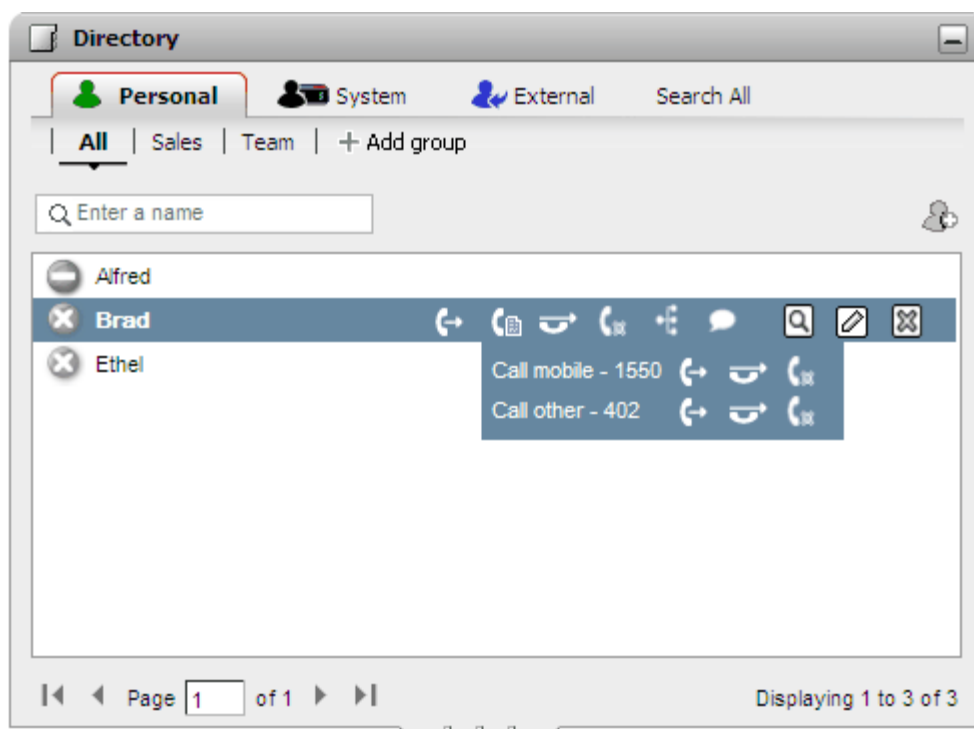 Directory
Personal System External Search All
All | Sales | Team | + Add group
Enter a name
Alfred
Brad
Ethel
Call mobile - 1550
Call other - 402
Page 1 of 1
Displaying 1 to 3 of 3